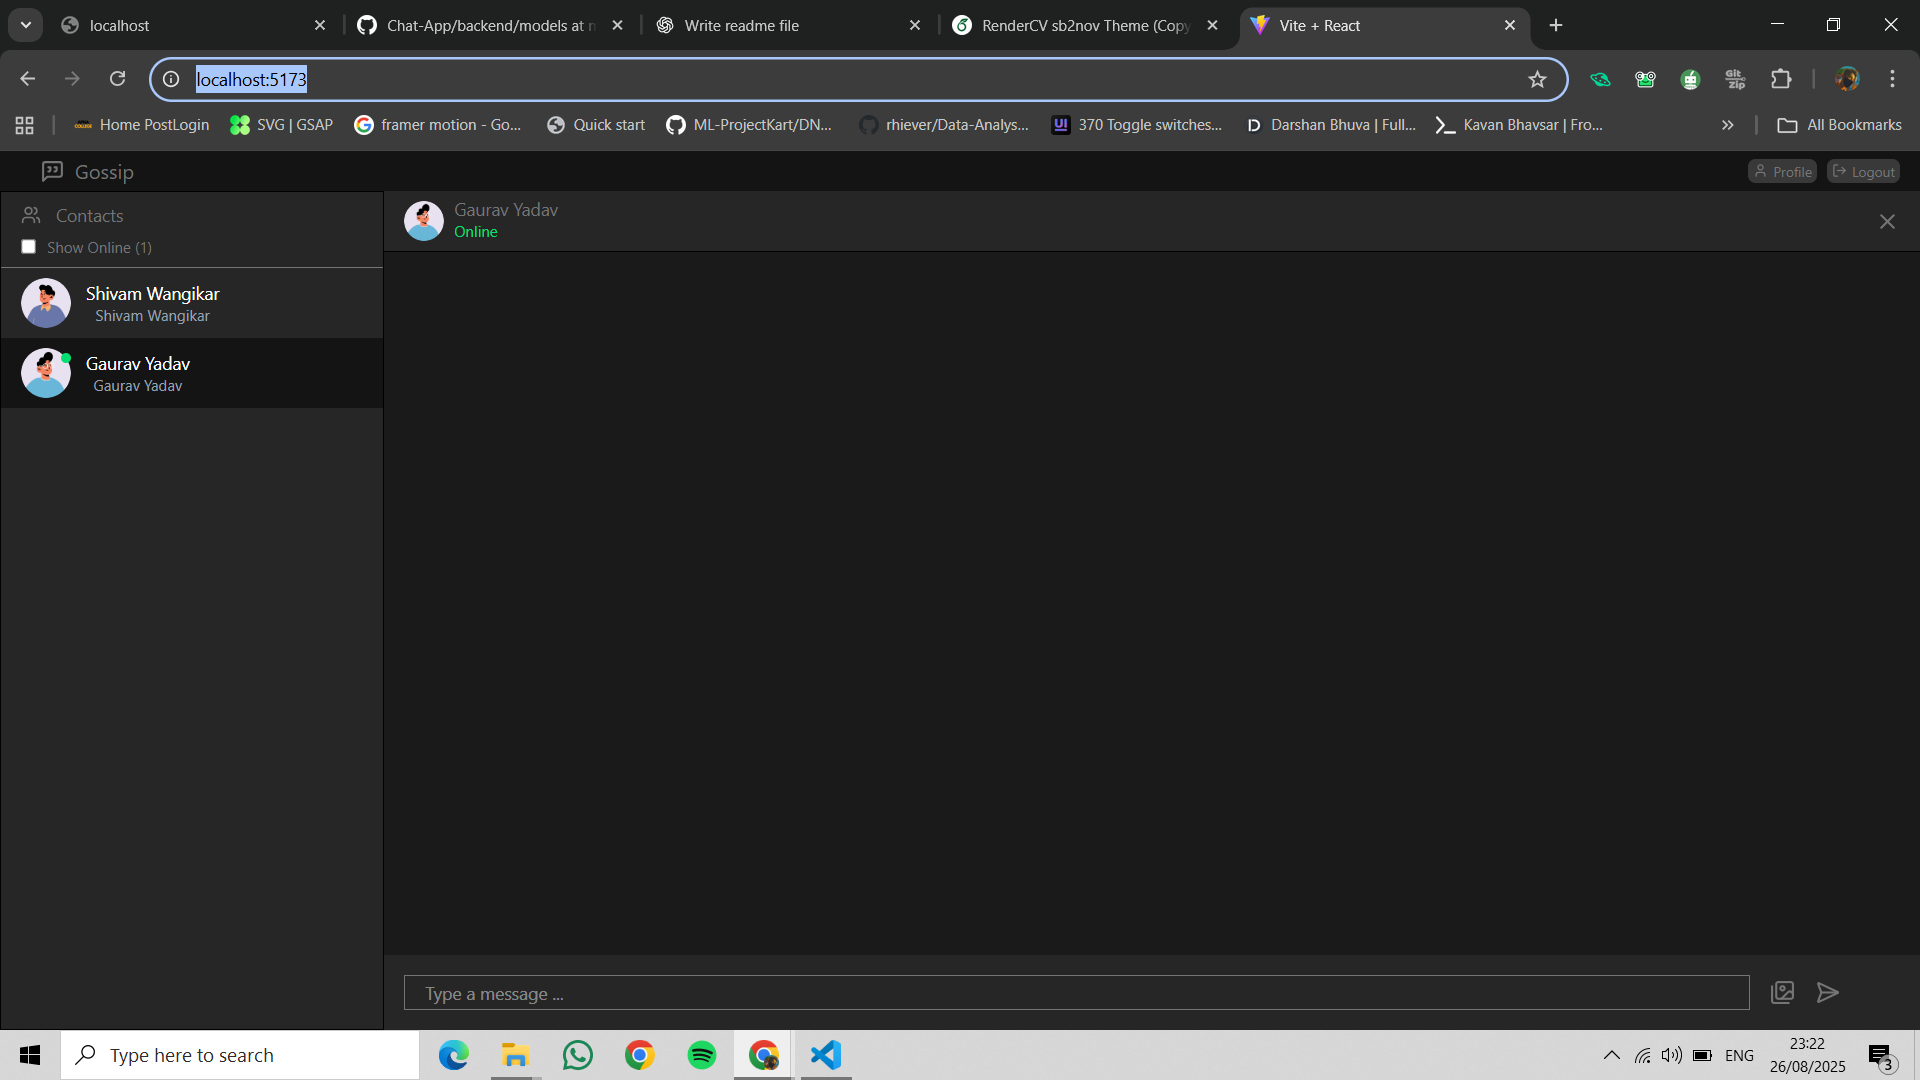 localhost
Chat-App/backend/models at
Write readme file
RenderCV sb2nov Theme (Copy
Vite + React
localhost:5173
Git
zip
Home PostLogin
SVG | GSAP
framer motion - Go...
Quick start
ML-ProjectKart/DN...
rhiever/Data-Analys...
UI
370 Toggle switches...
Darshan Bhuva | Full...
Kavan Bhavsar | Fro...
All Bookmarks
Gossip
Profile
Logout
Contacts
Show Online (1)
Shivam Wangikar
Shivam Wangikar
Gaurav Yadav
Gaurav Yadav
Gaurav Yadav
Online
Type a message ...
Type here to search
ENG
23:22
26/08/2025
3